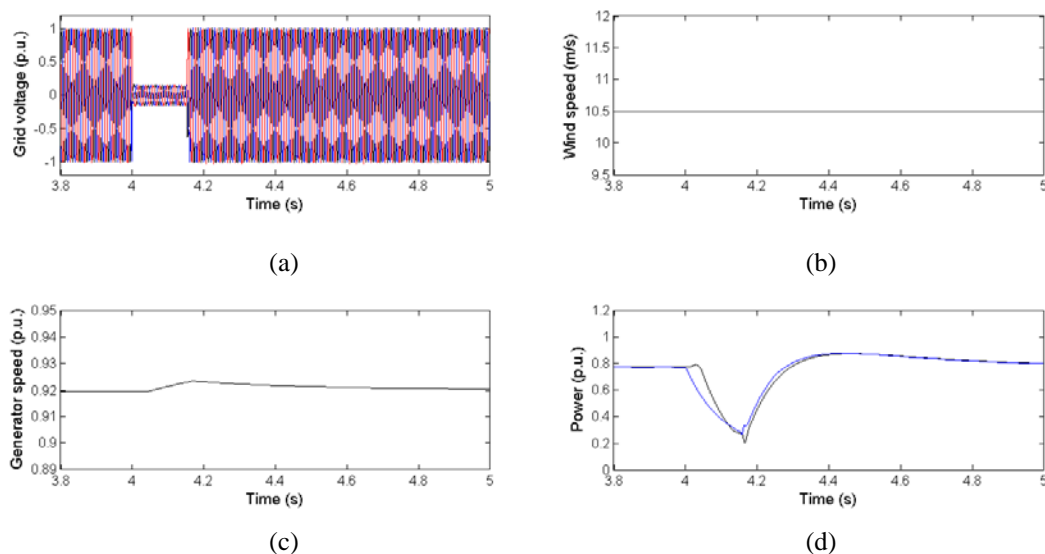 1
0.5
0
-0.5
-1
Grid voltage (p.u.)
3.8 4 4.2 4.4 4.6 4.8 5
Time (s)
(a)
12
11.5
11
10.5
10
9.5
Wind speed (m/s)
3.8 4 4.2 4.4 4.6 4.8 5
Time (s)
(b)
0.95
0.94
0.93
0.92
0.91
0.9
0.89
Generator speed (p.u.)
3.8 4 4.2 4.4 4.6 4.8 5
Time (s)
(c)
1.2
1
0.8
0.6
0.4
0.2
0
Power (p.u.)
3.8 4 4.2 4.4 4.6 4.8 5
Time (s)
(d)